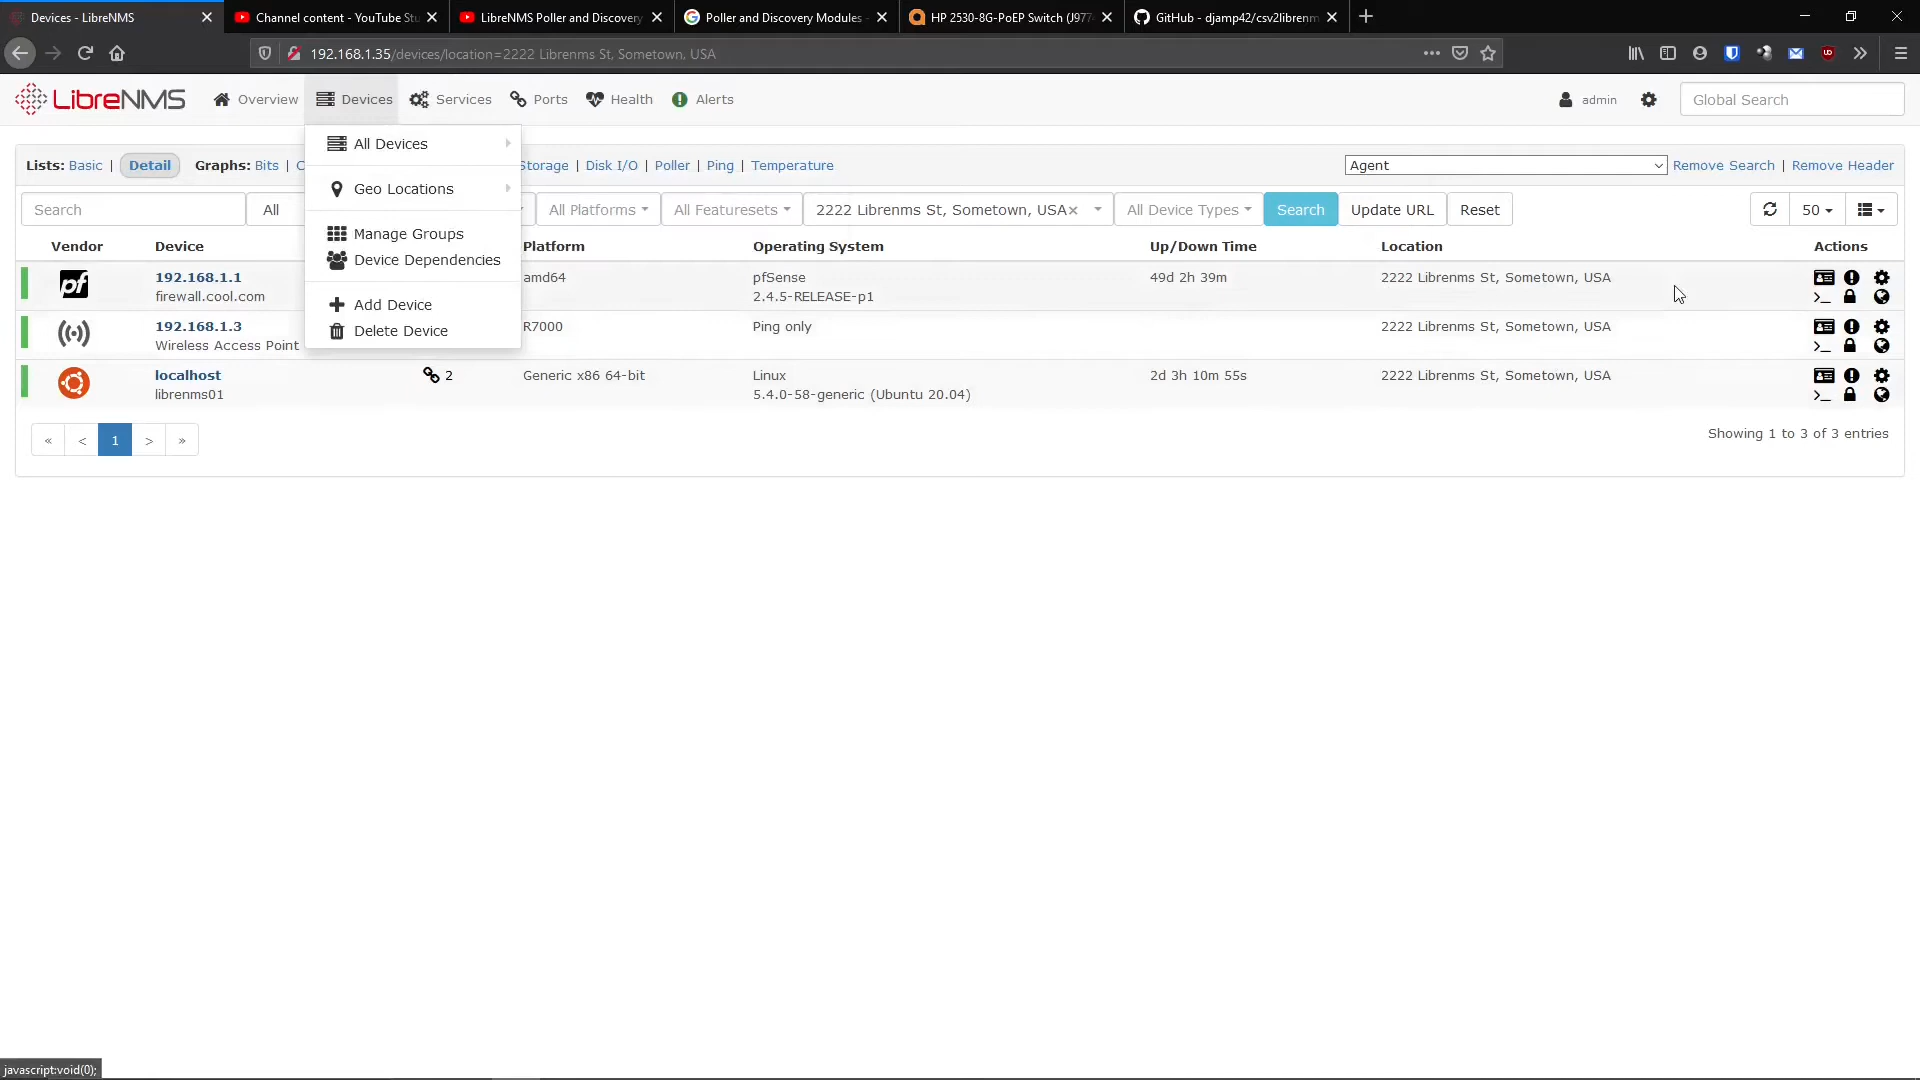 Devices - LibreNMS
Channel content - YouTube Stu
LibreNMS Poller and Discovery
Poller and Discovery Modules -
HP 2530-8G-PoEP Switch (J977
GitHub - djamp42/csv2librenm
192.168.1.35/devices/location=2222 Librenms St, Sometown, USA
LibreNMS Overview Devices Services Ports Health Alerts admin Global Search
All Devices
Geo Locations
Manage Groups
Device Dependencies
Add Device
Delete Device
Lists: Basic | Detail Graphs: Bits | C Storage | Disk I/O | Poller | Ping | Temperature Agent Remove Search | Remove Header
Search All All Platforms All Featuresets 2222 Librenms St, Sometown, USA× All Device Types Search Update URL Reset 50
Vendor Device Platform Operating System Up/Down Time Location Actions
192.168.1.1 amd64 pfSense 49d 2h 39m 2222 Librenms St, Sometown, USA
firewall.cool.com 2.4.5-RELEASE-p1
192.168.1.3 R7000 Ping only 2222 Librenms St, Sometown, USA
Wireless Access Point
localhost 2 Generic x86 64-bit Linux 2d 3h 10m 55s 2222 Librenms St, Sometown, USA
librenms01 5.4.0-58-generic (Ubuntu 20.04)
« < 1 > » Showing 1 to 3 of 3 entries
javascript:void(0);